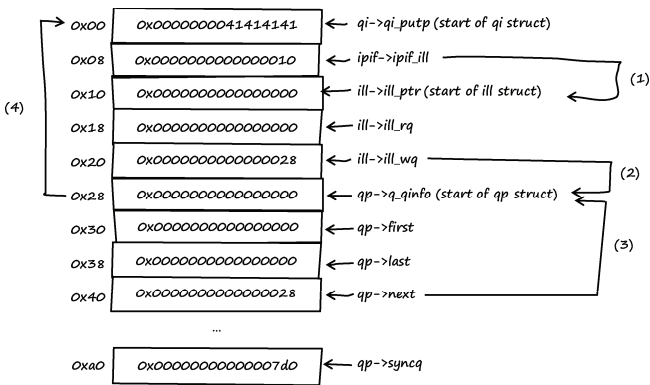 0x00 0x0000000041414141 qi->qi_putp (start of qi struct)
0x08 0x0000000000000010 ipif->ipif_ill
(1)
0x10 0x0000000000000000 ill->ill_ptr (start of ill struct)
(4)
0x18 0x0000000000000000 ill->ill_rq
0x20 0x0000000000000028 ill->ill_wq
(2)
0x28 0x0000000000000000 qp->q_qinfo (start of qp struct)
0x30 0x0000000000000000 qp->first
(3)
0x38 0x0000000000000000 qp->last
0x40 0x0000000000000028 qp->next
...
0xa0 0x00000000000007d0 qp->syncq